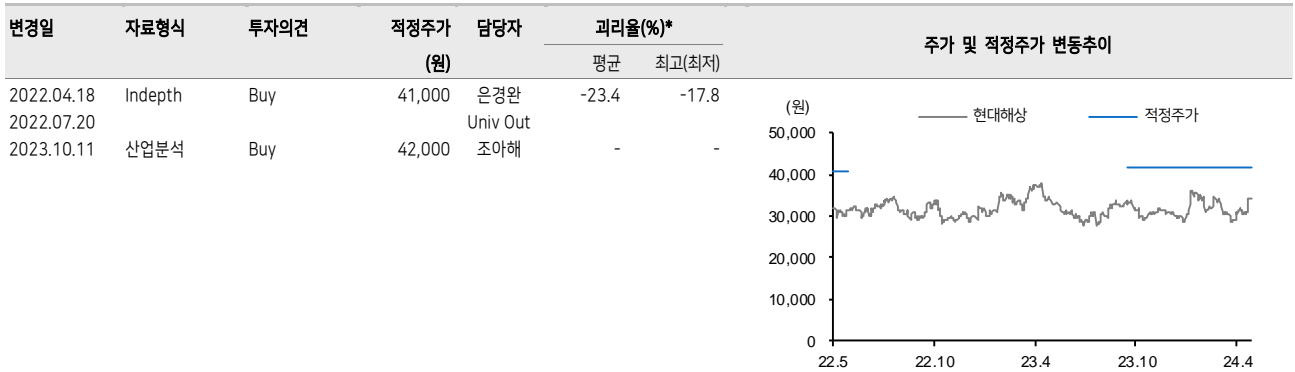 변경일 자료형식 투자의견 적정주가 담당자 괴리율(%)* 주가 및 적정주가 변동추이
(원) 평균 최고(최저)
2022.04.18 Indepth Buy 41,000 은경완 -23.4 -17.8
2022.07.20 Univ Out
2023.10.11 산업분석 Buy 42,000 조아해 - -
(원) 현대해상 적정주가
50,000
40,000
30,000
20,000
10,000
0
22.5 22.10 23.4 23.10 24.4